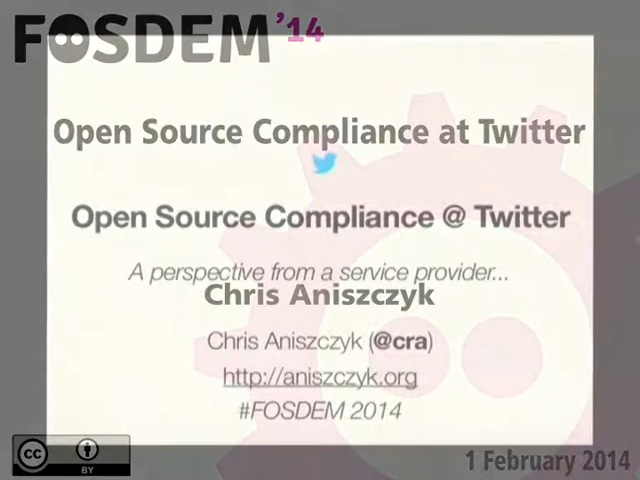 FOSDEM '14
Open Source Compliance at Twitter
Open Source Compliance @ Twitter
A perspective from a service provider...
Chris Aniszczyk
Chris Aniszczyk (@cra)
http://aniszczyk.org
#FOSDEM 2014
cc BY
1 February 2014